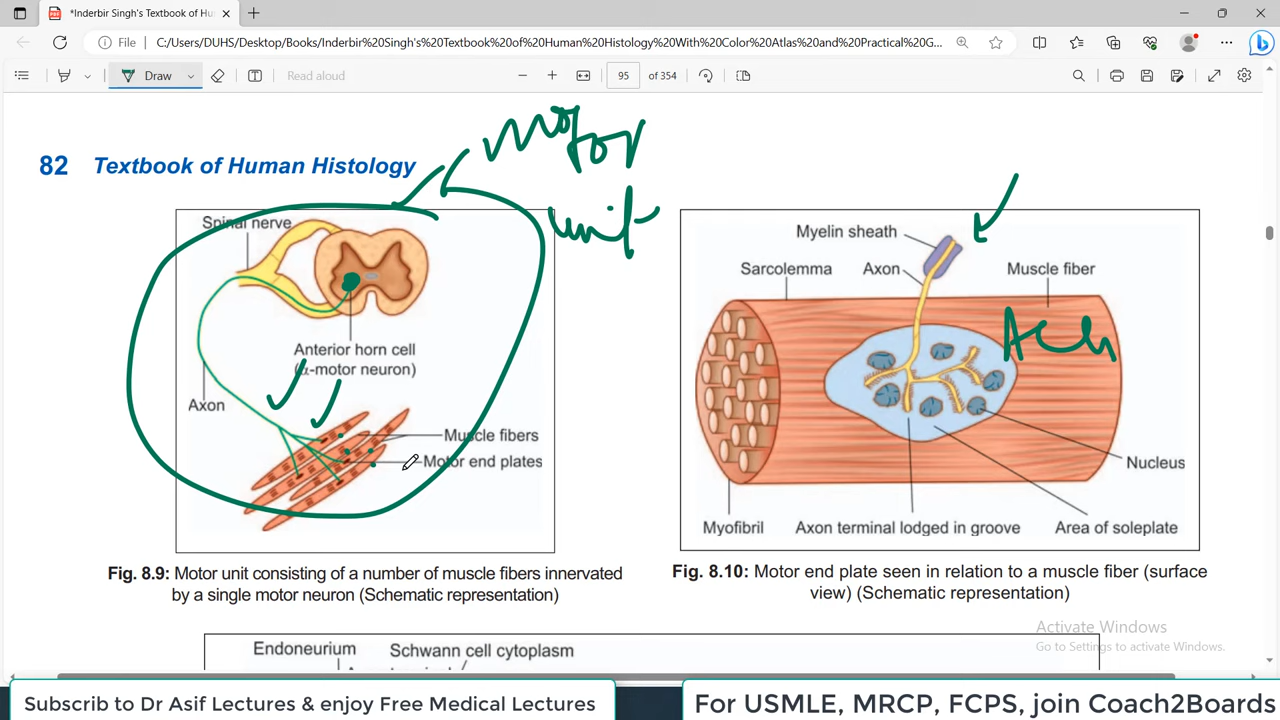 *Inderbir Singh's Textbook of Hu
File
C:/Users/DUHS/Desktop/Books/Inderbir%20Singh's%20Textbook%20of%20Human%20Histology%20With%20Color%20Atlas%20and%20Practical%20G...
Draw
Read aloud
95 of 354
motor
unit
82 Textbook of Human Histology
Spinal nerve
Anterior horn cell
(α-motor neuron)
Axon
Muscle fibers
Motor end plates
Fig. 8.9: Motor unit consisting of a number of muscle fibers innervated
by a single motor neuron (Schematic representation)
Myelin sheath
Sarcolemma
Axon
Muscle fiber
ACh
Nucleus
Myofibril
Axon terminal lodged in groove
Area of soleplate
Fig. 8.10: Motor end plate seen in relation to a muscle fiber (surface
view) (Schematic representation)
Endoneurium
Schwann cell cytoplasm
Activate Windows
Go to Settings to activate Windows.
Subscrib to Dr Asif Lectures & enjoy Free Medical Lectures
For USMLE, MRCP, FCPS, join Coach2Boards